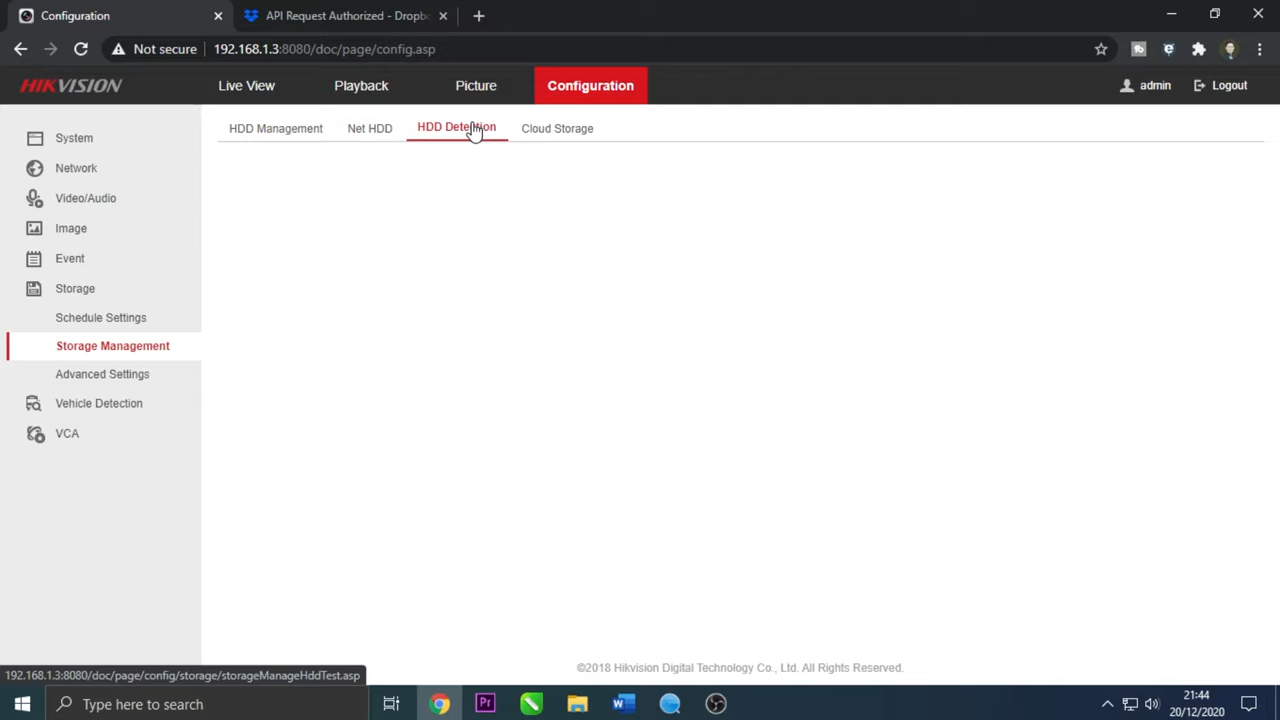 Configuration
API Request Authorized - Dropb
Not secure
192.168.1.3:8080/doc/page/config.asp
HIKVISION
Live View
Playback
Picture
Configuration
admin
Logout
HDD Management
Net HDD
HDD Detection
Cloud Storage
System
Network
Video/Audio
Image
Event
Storage
Schedule Settings
Storage Management
Advanced Settings
Vehicle Detection
VCA
©2018 Hikvision Digital Technology Co., Ltd. All Rights Reserved.
192.168.1.3:8080/doc/page/config/storage/storageManageHddTest.asp
Type here to search
Pr
W
21:44
20/12/2020